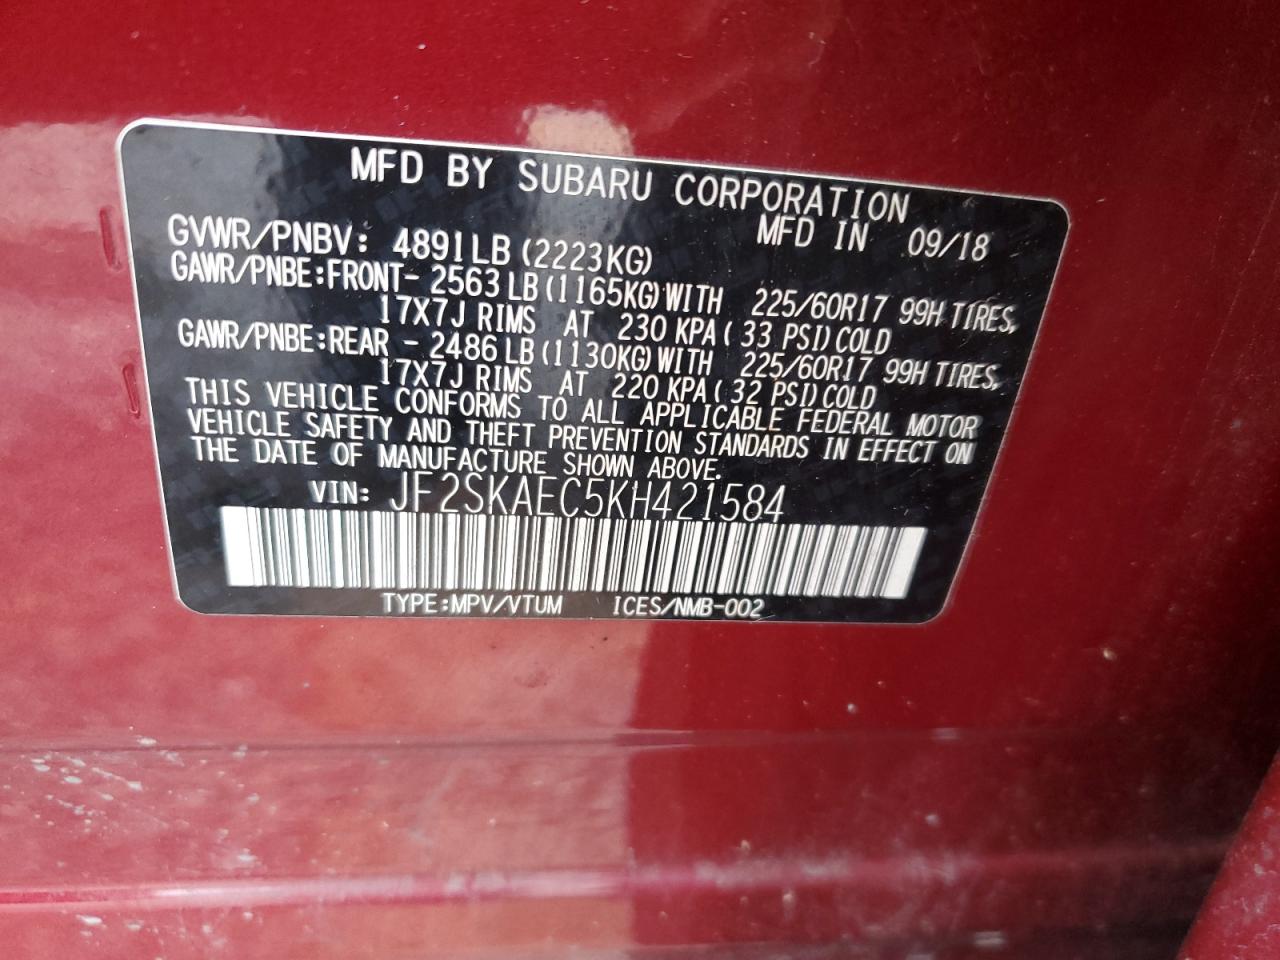 MFD BY SUBARU CORPORATION
MFD IN 09/18
GVWR/PNBV: 4891LB (2223KG)
GAWR/PNBE:FRONT- 2563 LB (1165KG) WITH 225/60R17 99H TIRES,
17X7J RIMS AT 230 KPA ( 33 PSI) COLD
GAWR/PNBE:REAR - 2486 LB (1130KG) WITH 225/60R17 99H TIRES,
17X7J RIMS AT 220 KPA ( 32 PSI) COLD
THIS VEHICLE CONFORMS TO ALL APPLICABLE FEDERAL MOTOR
VEHICLE SAFETY AND THEFT PREVENTION STANDARDS IN EFFECT ON
THE DATE OF MANUFACTURE SHOWN ABOVE.
VIN: JF2SKAEC5KH421584
TYPE:MPV/VTUM ICES/NMB-002